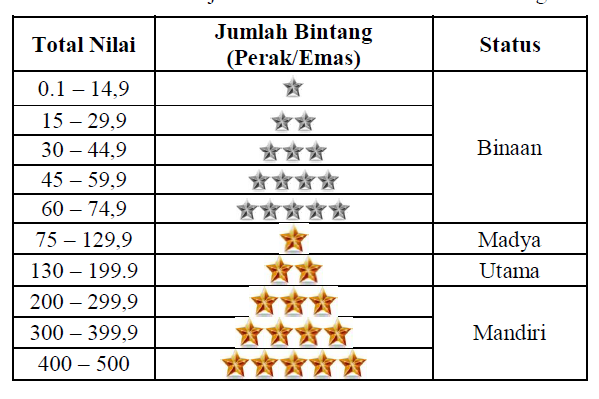 Total Nilai
Jumlah Bintang
(Perak/Emas)
Status
0.1 – 14,9
15 – 29,9
30 – 44,9
45 – 59,9
60 – 74,9
Binaan
75 – 129,9
Madya
130 – 199.9
Utama
200 – 299,9
300 – 399,9
400 – 500
Mandiri